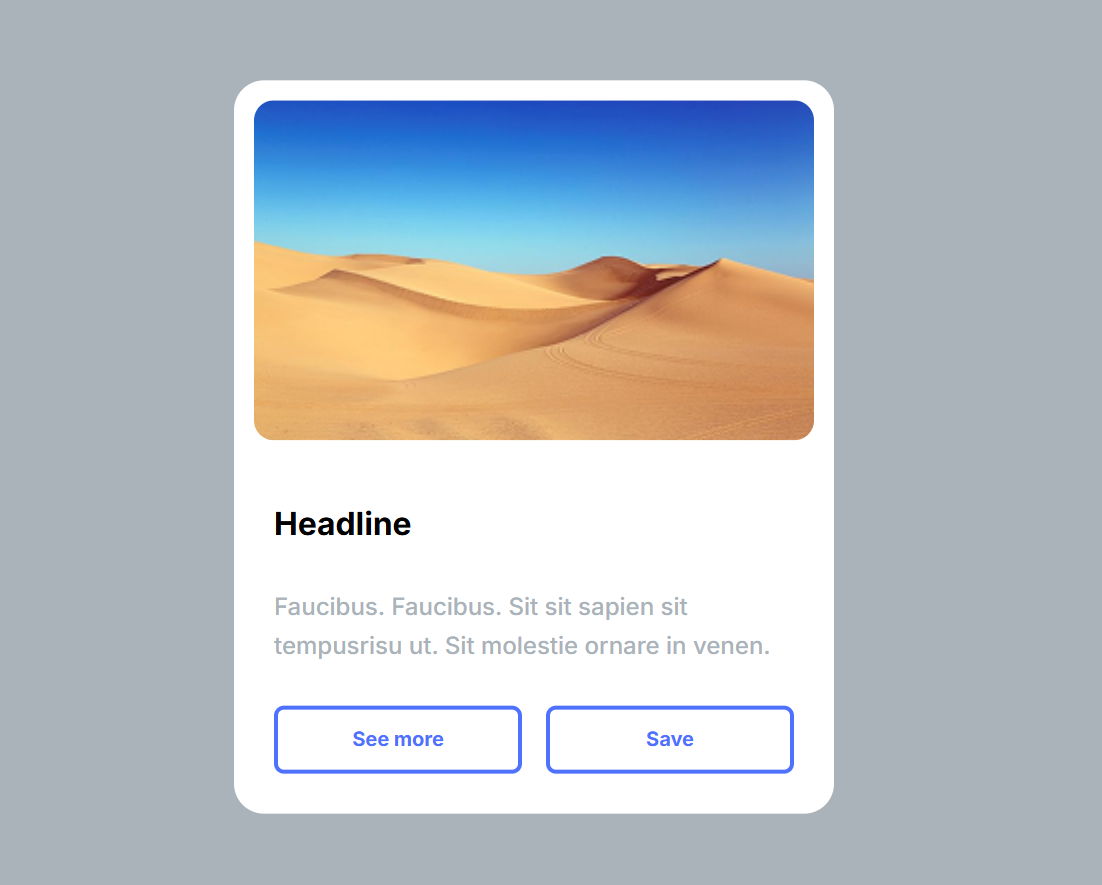 Headline
Faucibus. Faucibus. Sit sit sapien sit
tempusrisu ut. Sit molestie ornare in venen.
See more
Save